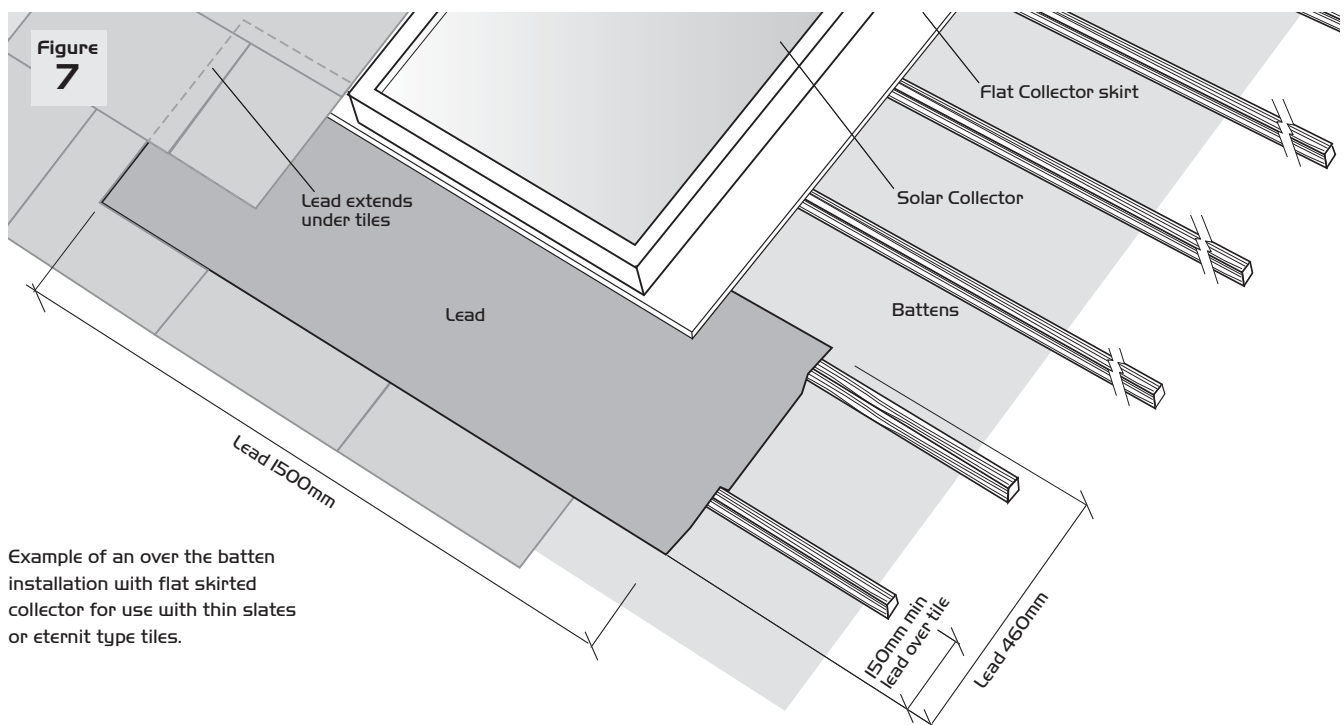 Figure
7
Flat Collector skirt
Lead extends
under tiles
Solar Collector
Lead
Battens
Lead 1500mm
Example of an over the batten
installation with flat skirted
collector for use with thin slates
or eternit type tiles.
150mm min
lead over tile
Lead 460mm